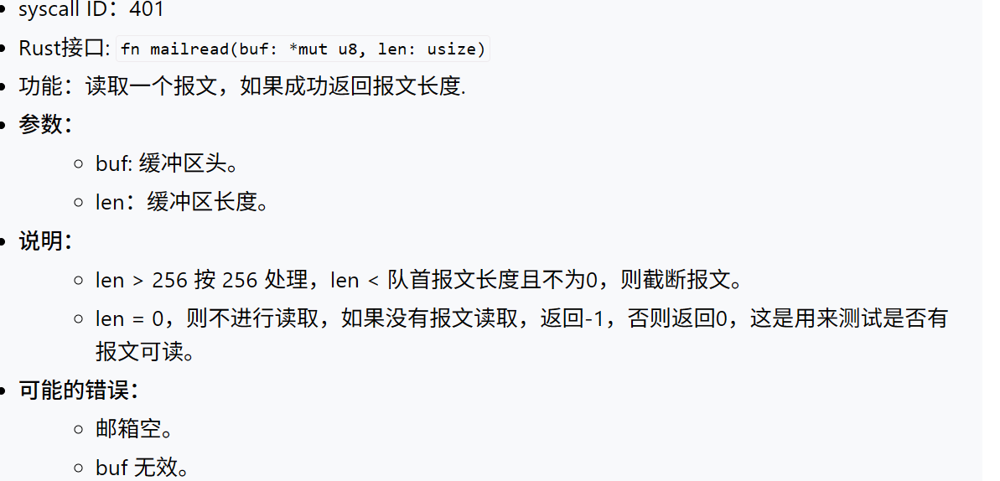 syscall ID：401
Rust接口: fn mailread(buf: *mut u8, len: usize)
功能：读取一个报文，如果成功返回报文长度.
参数：
buf: 缓冲区头。
len：缓冲区长度。
说明：
len > 256 按 256 处理，len < 队首报文长度且不为0，则截断报文。
len = 0，则不进行读取，如果没有报文读取，返回-1，否则返回0，这是用来测试是否有
报文可读。
可能的错误：
邮箱空。
buf 无效。